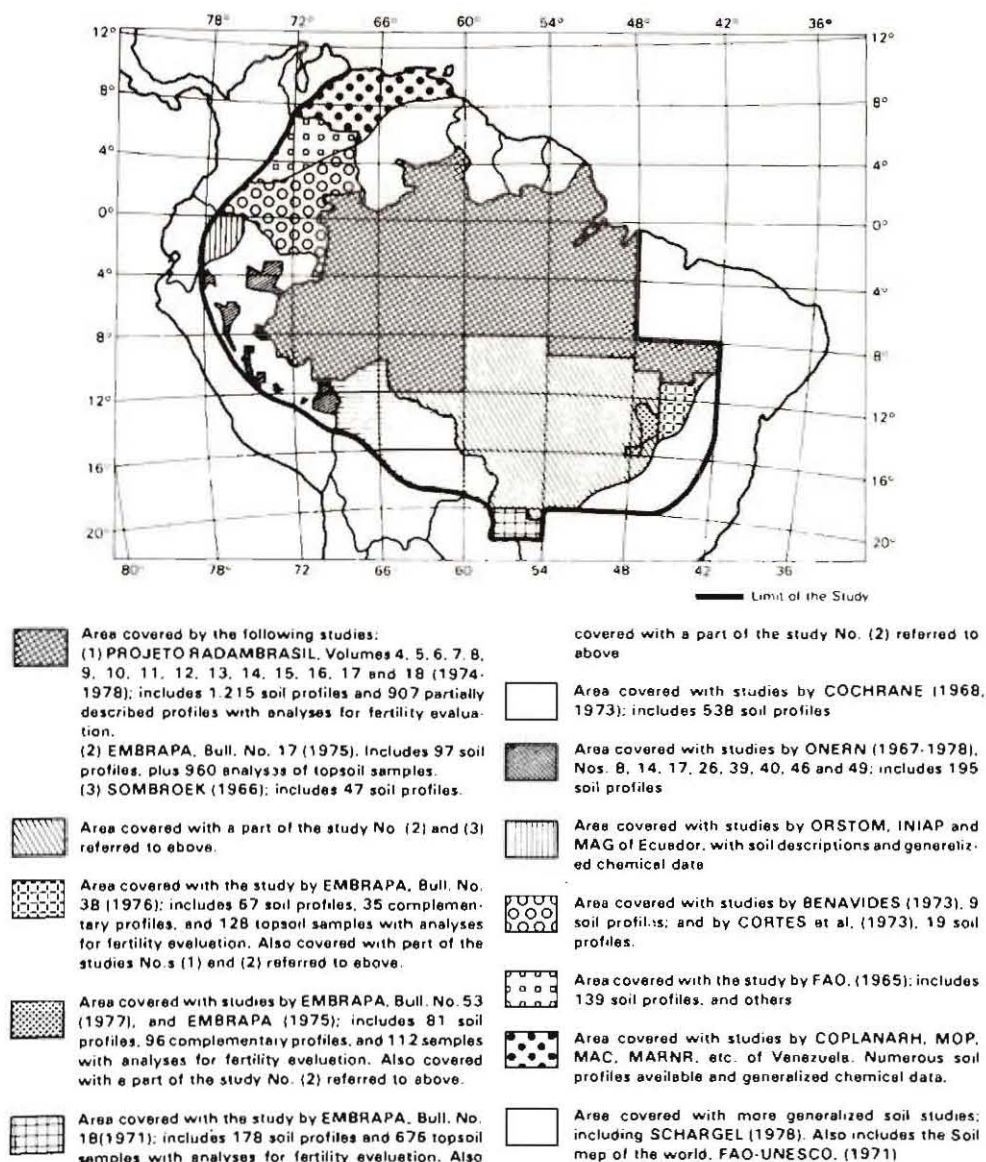 78° 72 66 60 54 48° 42° 36°
12° 12°
8° 8°
4° 4°
0° 0°
4° 4°
8° 8°
12° 12°
16° 16°
20° 20°
80° 78° 72 66 60 54 48 42 36
Limit of the Study
Area covered by the following studies:
(1) PROJETO RADAMBRASIL, Volumes 4, 5, 6, 7, 8,
9, 10, 11, 12, 13, 14, 15, 16, 17 and 18 (1974-
1978); includes 1.215 soil profiles and 907 partially
described profiles with analyses for fertility evalua-
tion.
(2) EMBRAPA, Bull. No. 17 (1975). Includes 97 soil
profiles, plus 960 analyses of topsoil samples.
(3) SOMBROEK (1966); includes 47 soil profiles.
Area covered with a part of the study No (2) and (3)
referred to above.
Area covered with the study by EMBRAPA, Bull. No.
38 (1976); includes 67 soil profiles, 35 complemen-
tary profiles, and 128 topsoil samples with analyses
for fertility evaluation. Also covered with part of the
studies No.s (1) and (2) referred to above.
Area covered with studies by EMBRAPA, Bull. No. 53
(1977), and EMBRAPA (1975); includes 81 soil
profiles, 96 complementary profiles, and 112 samples
with analyses for fertility evaluation. Also covered
with a part of the study No. (2) referred to above.
Area covered with the study by EMBRAPA, Bull. No.
18(1971); includes 178 soil profiles and 676 topsoil
samples with analyses for fertility evaluation. Also
covered with a part of the study No. (2) referred to
above
Area covered with studies by COCHRANE (1968,
1973); includes 538 soil profiles
Area covered with studies by ONERN (1967-1978),
Nos. 8, 14, 17, 26, 39, 40, 46 and 49; includes 195
soil profiles
Area covered with studies by ORSTOM, INIAP and
MAG of Ecuador, with soil descriptions and generaliz-
ed chemical data
Area covered with studies by BENAVIDES (1973), 9
soil profiles; and by CORTES et al, (1973), 19 soil
profiles.
Area covered with the study by FAO, (1965); includes
139 soil profiles, and others
Area covered with studies by COPLANARH, MOP,
MAC, MARNR, etc. of Venezuela. Numerous soil
profiles available and generalized chemical data.
Area covered with more generalized soil studies;
including SCHARGEL (1978). Also includes the Soil
map of the world, FAO-UNESCO, (1971)